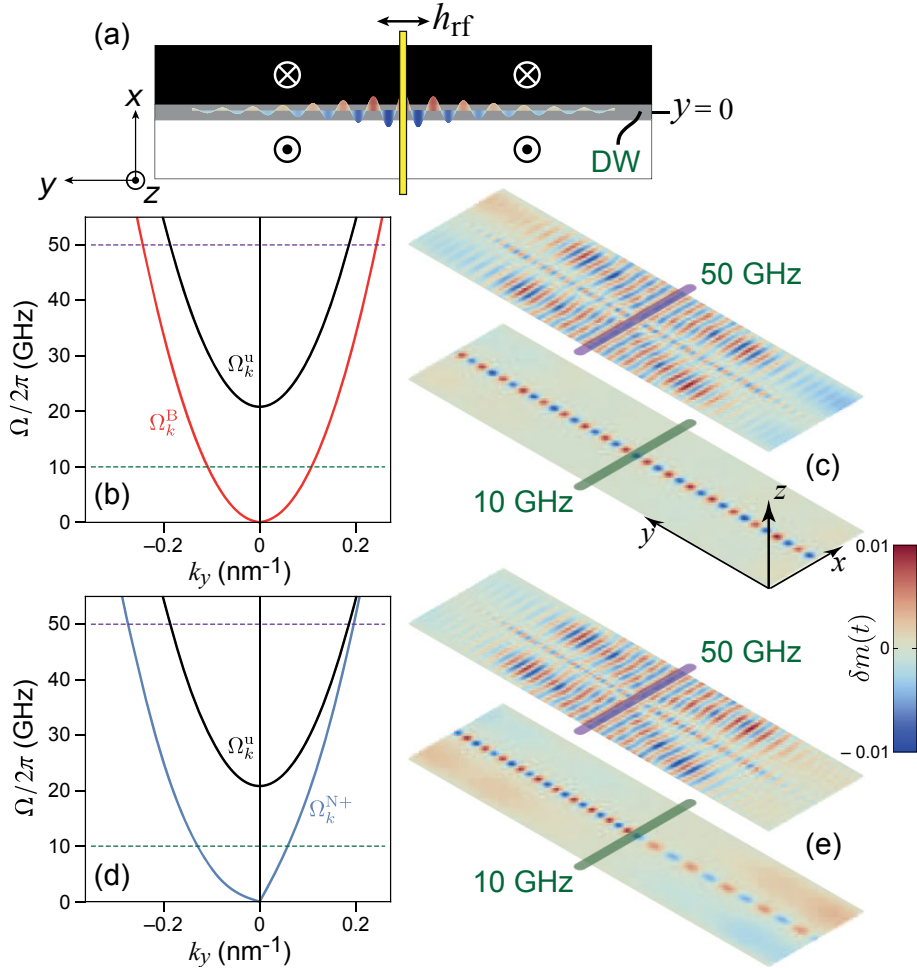 (a)
h_rf
x
y = 0
DW
y
z
50
40
30
20
10
0
Ω/2π (GHz)
Ω_k^u
Ω_k^B
(b)
−0.2
0
0.2
k_y (nm⁻¹)
50 GHz
10 GHz
(c)
z
y
x
50
40
30
20
10
0
Ω/2π (GHz)
Ω_k^u
Ω_k^N+
(d)
−0.2
0
0.2
k_y (nm⁻¹)
50 GHz
10 GHz
(e)
0.01
0
− 0.01
δm(t)